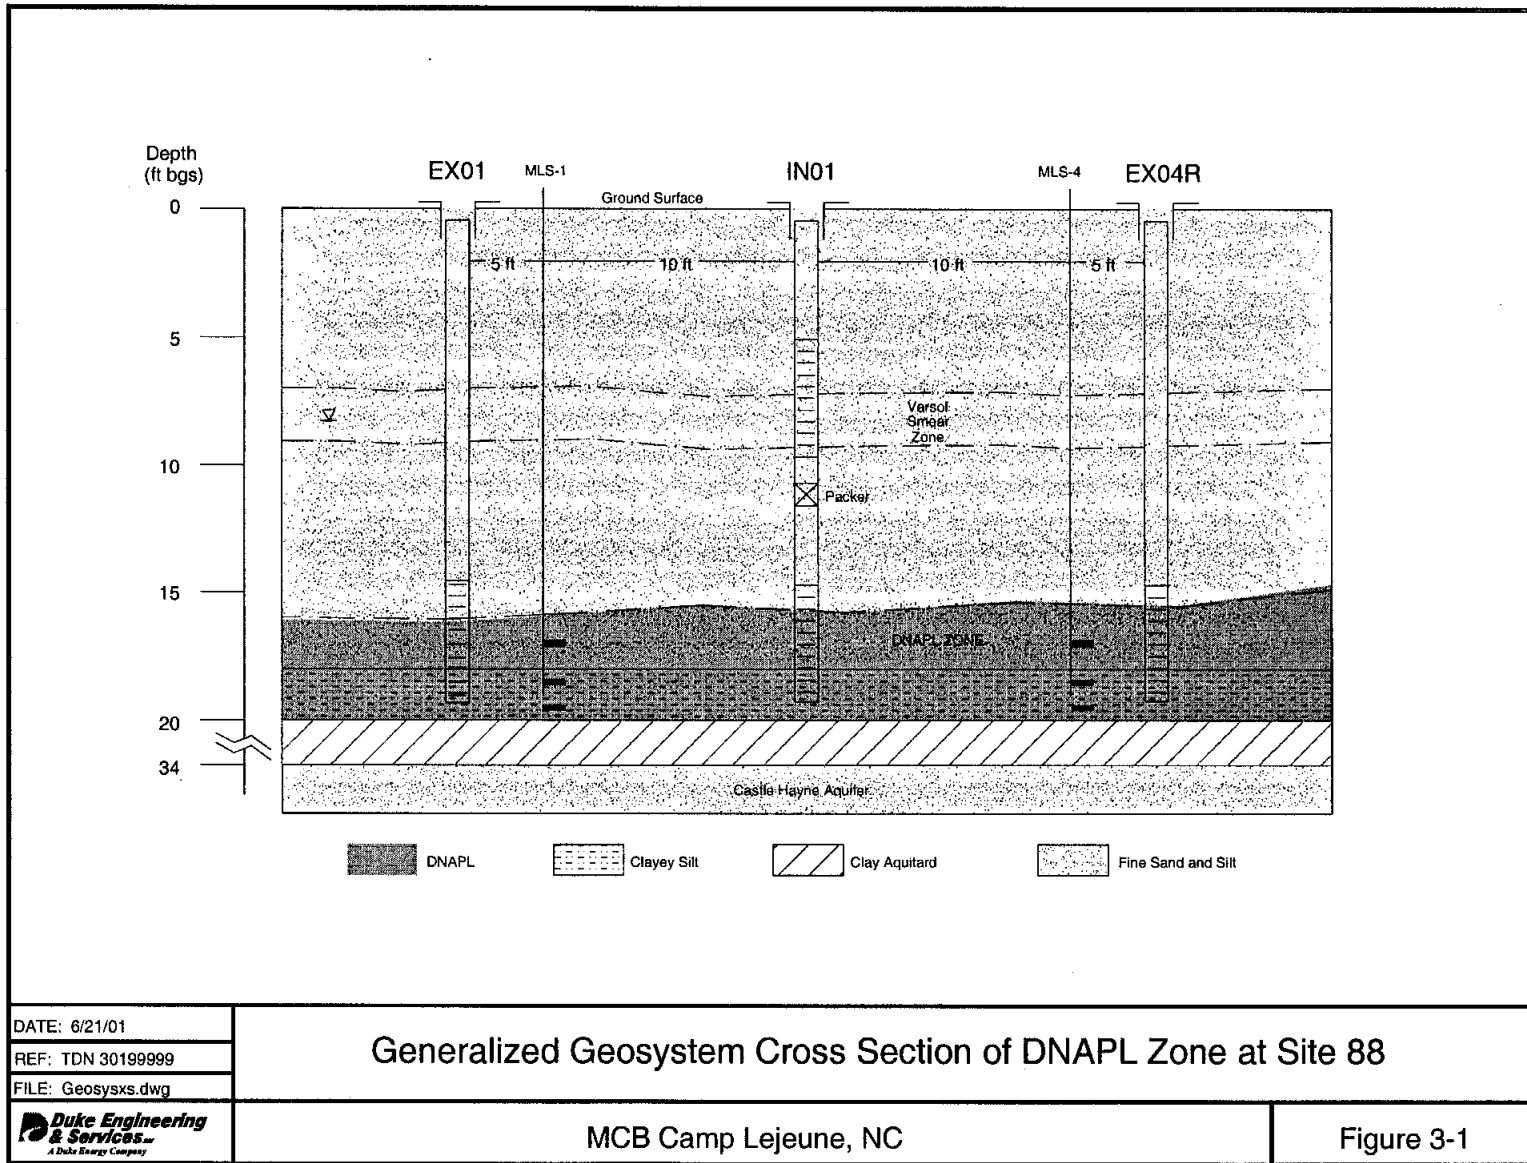 Depth
(ft bgs)
EX01
MLS-1
IN01
MLS-4
EX04R
0
Ground Surface
5 ft
10 ft
10 ft
5 ft
5
Varsol
Smear
Zone
10
Packer
15
DNAPL ZONE
20
34
Castle Hayne Aquifer
DNAPL
Clayey Silt
Clay Aquitard
Fine Sand and Silt
DATE: 6/21/01
REF: TDN 30199999
FILE: Geosysxs.dwg
Generalized Geosystem Cross Section of DNAPL Zone at Site 88
Duke Engineering
& Services
A Duke Energy Company
MCB Camp Lejeune, NC
Figure 3-1